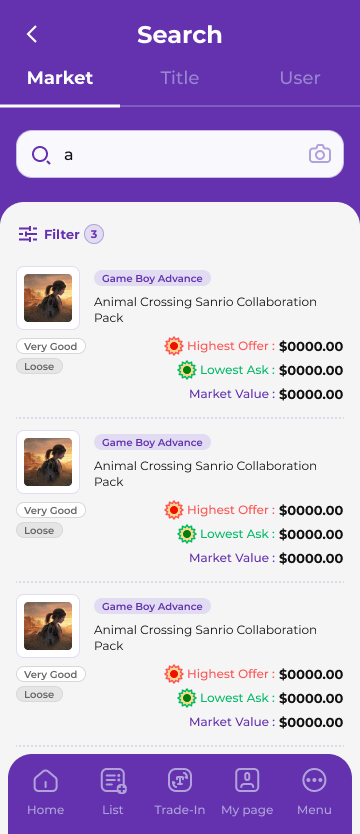 Search
Market Title User
a
Filter 3
Game Boy Advance
Animal Crossing Sanrio Collaboration
Pack
Very Good
Highest Offer : $0000.00
Loose
Lowest Ask : $0000.00
Market Value : $0000.00
Game Boy Advance
Animal Crossing Sanrio Collaboration
Pack
Very Good
Highest Offer : $0000.00
Loose
Lowest Ask : $0000.00
Market Value : $0000.00
Game Boy Advance
Animal Crossing Sanrio Collaboration
Pack
Very Good
Highest Offer : $0000.00
Loose
Lowest Ask : $0000.00
Market Value : $0000.00
Home List Trade-In My page Menu